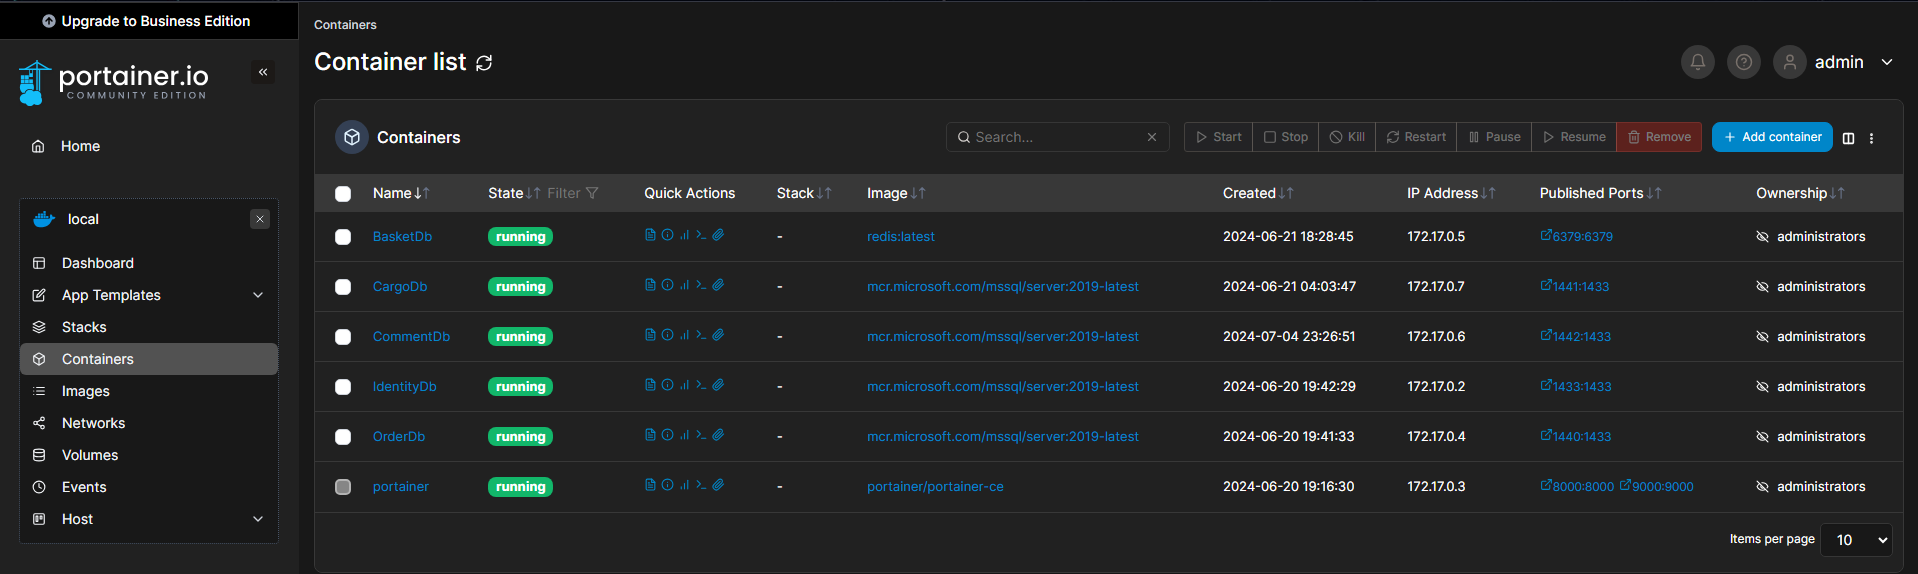 Upgrade to Business Edition
portainer.io
COMMUNITY EDITION
Home
local
Dashboard
App Templates
Stacks
Containers
Images
Networks
Volumes
Events
Host
Containers
Container list
admin
Containers
Search...
Start Stop Kill Restart Pause Resume Remove Add container
Name State Filter Quick Actions Stack Image Created IP Address Published Ports Ownership
BasketDb running - redis:latest 2024-06-21 18:28:45 172.17.0.5 6379:6379 administrators
CargoDb running - mcr.microsoft.com/mssql/server:2019-latest 2024-06-21 04:03:47 172.17.0.7 1441:1433 administrators
CommentDb running - mcr.microsoft.com/mssql/server:2019-latest 2024-07-04 23:26:51 172.17.0.6 1442:1433 administrators
IdentityDb running - mcr.microsoft.com/mssql/server:2019-latest 2024-06-20 19:42:29 172.17.0.2 1433:1433 administrators
OrderDb running - mcr.microsoft.com/mssql/server:2019-latest 2024-06-20 19:41:33 172.17.0.4 1440:1433 administrators
portainer running - portainer/portainer-ce 2024-06-20 19:16:30 172.17.0.3 8000:8000 9000:9000 administrators
Items per page 10